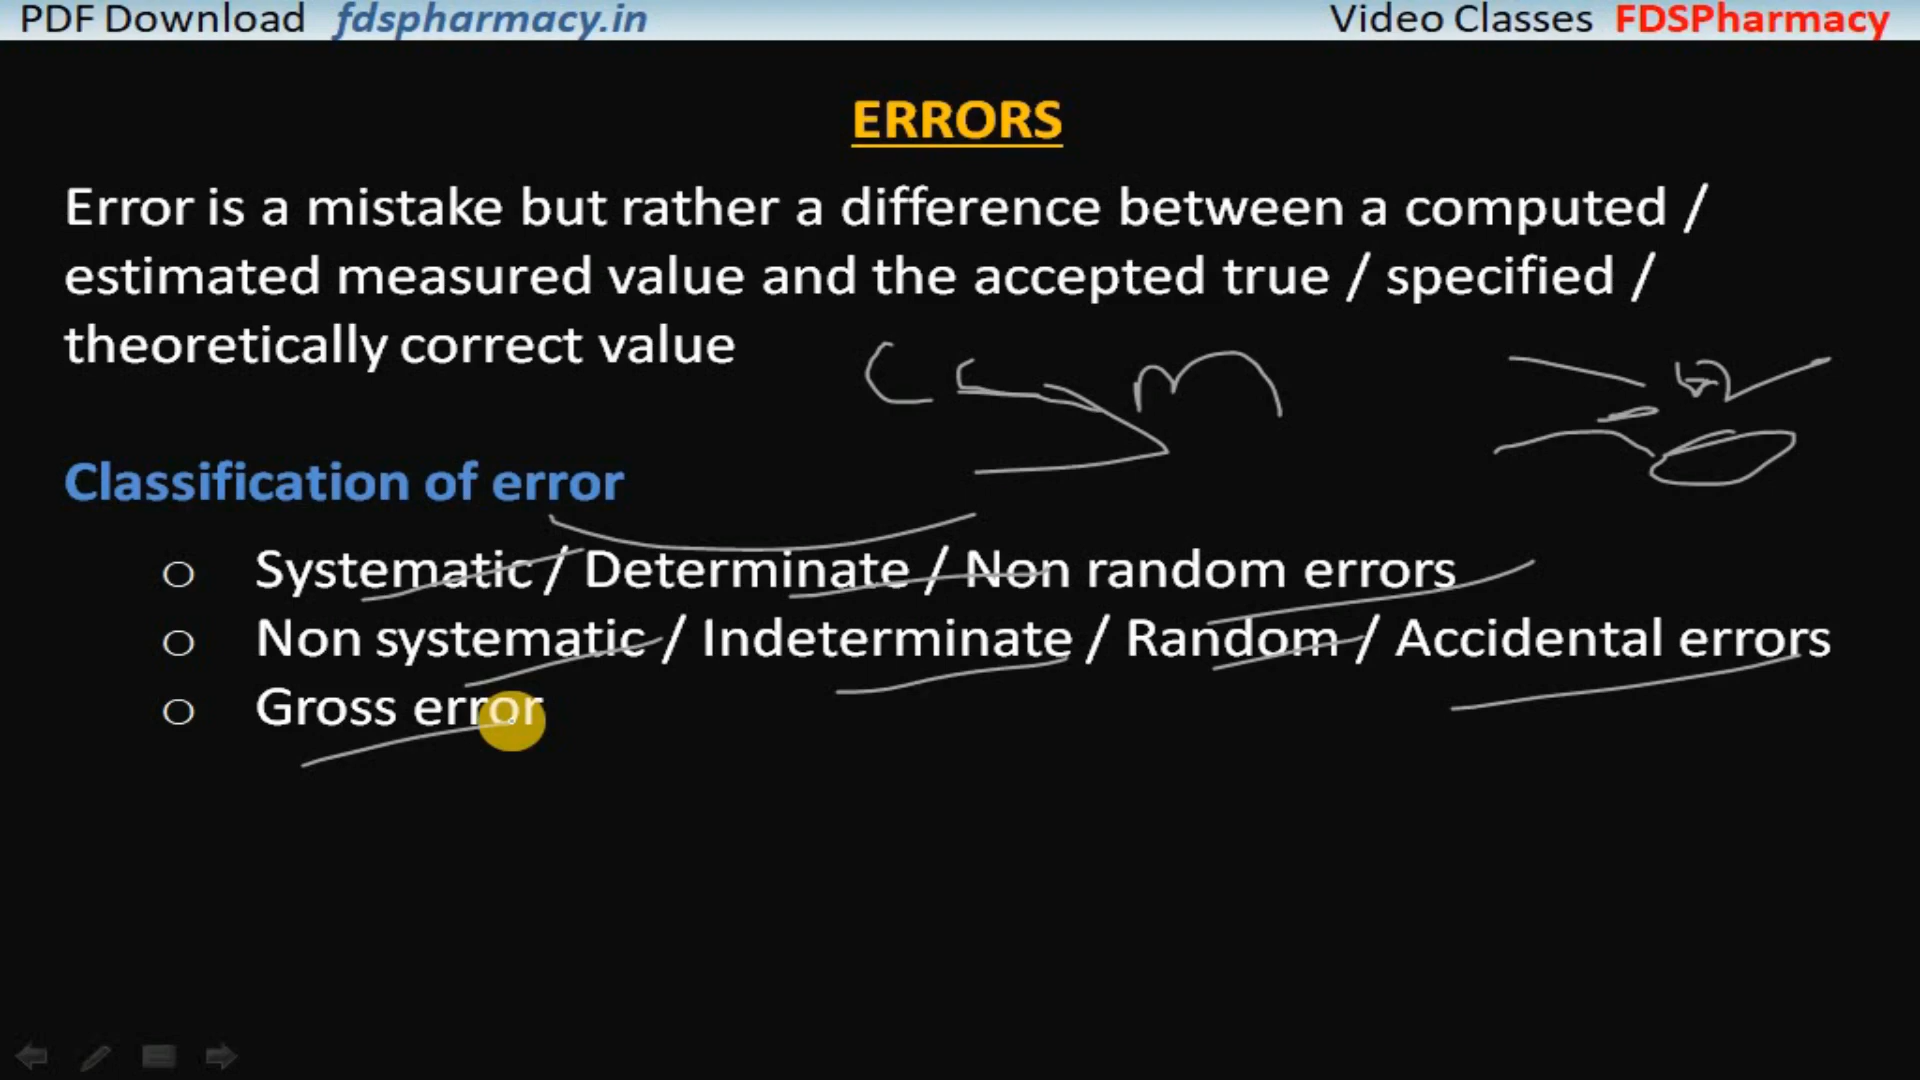 PDF Download fdspharmacy.in Video Classes FDSPharmacy
ERRORS
Error is a mistake but rather a difference between a computed /
estimated measured value and the accepted true / specified /
theoretically correct value
Classification of error
o Systematic / Determinate / Non random errors
o Non systematic / Indeterminate / Random / Accidental errors
o Gross error